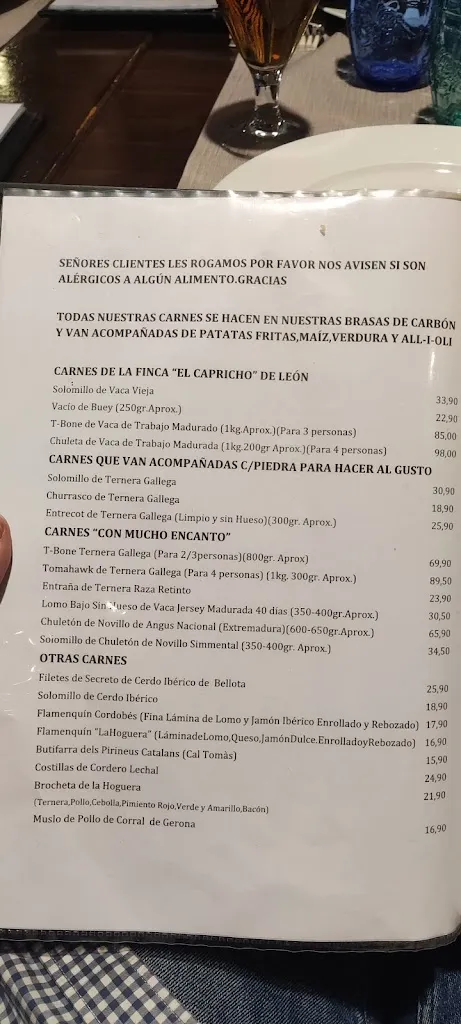 SEÑORES CLIENTES LES ROGAMOS POR FAVOR NOS AVISEN SI SON
ALÉRGICOS A ALGÚN ALIMENTO.GRACIAS
TODAS NUESTRAS CARNES SE HACEN EN NUESTRAS BRASAS DE CARBÓN
Y VAN ACOMPAÑADAS DE PATATAS FRITAS,MAÍZ,VERDURA Y ALL-I-OLI
CARNES DE LA FINCA "EL CAPRICHO" DE LEÓN
Solomillo de Vaca Vieja 33,90
Vacío de Buey (250gr.Aprox.) 22,90
T-Bone de Vaca de Trabajo Madurado (1kg.Aprox.)(Para 3 personas) 85,00
Chuleta de Vaca de Trabajo Madurada (1kg.200gr Aprox.)(Para 4 personas) 98,00
CARNES QUE VAN ACOMPAÑADAS C/PIEDRA PARA HACER AL GUSTO
Solomillo de Ternera Gallega 30,90
Churrasco de Ternera Gallega 18,90
Entrecot de Ternera Gallega (Limpio y sin Hueso)(300gr. Aprox.) 25,90
CARNES "CON MUCHO ENCANTO"
T-Bone Ternera Gallega (Para 2/3personas)(800gr. Aprox) 69,90
Tomahawk de Ternera Gallega (Para 4 personas) (1kg. 300gr. Aprox.) 89,50
Entraña de Ternera Raza Retinto 23,90
Lomo Bajo Sin Hueso de Vaca Jersey Madurada 40 días (350-400gr.Aprox.) 30,50
Chuletón de Novillo de Angus Nacional (Extremadura)(600-650gr.Aprox.) 65,90
Solomillo de Chuletón de Novillo Simmental (350-400gr. Aprox.) 34,50
OTRAS CARNES
Filetes de Secreto de Cerdo Ibérico de Bellota 25,90
Solomillo de Cerdo Ibérico 18,90
Flamenquín Cordobés (Fina Lámina de Lomo y Jamón Ibérico Enrollado y Rebozado) 17,90
Flamenquín "LaHoguera" (LáminadeLomo,Queso,JamónDulce.EnrolladoyRebozado) 16,90
Butifarra dels Pirineus Catalans (Cal Tomàs) 15,90
Costillas de Cordero Lechal 24,90
Brocheta de la Hoguera 21,90
(Ternera,Pollo,Cebolla,Pimiento Rojo,Verde y Amarillo,Bacón)
Muslo de Pollo de Corral de Gerona 16,90